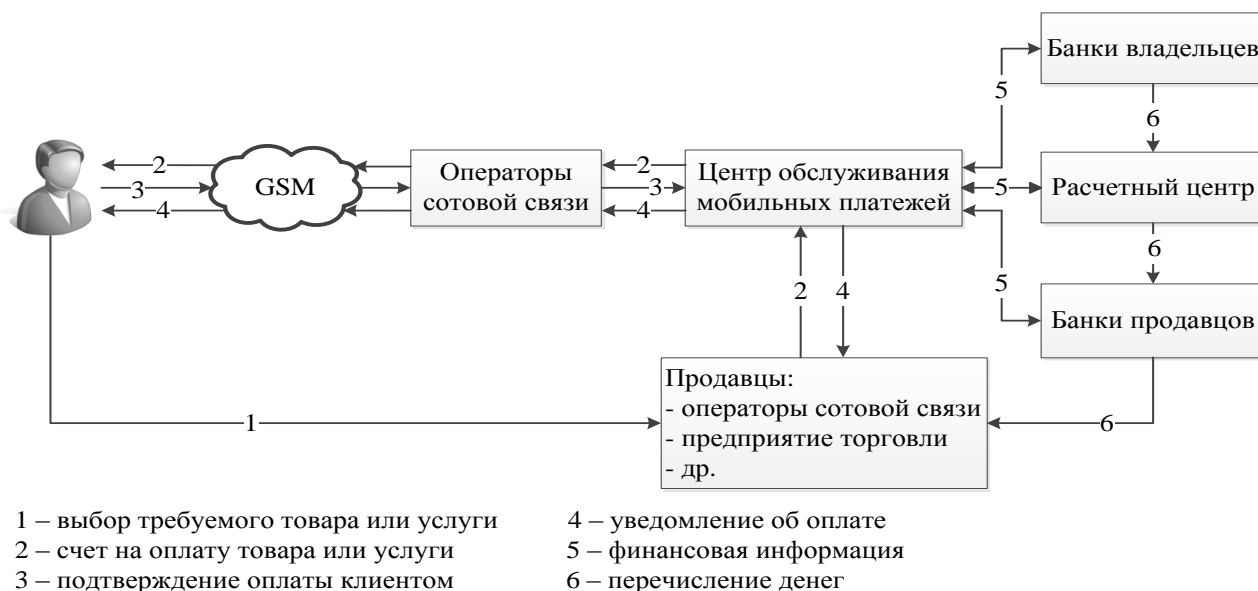 Банки владельцев
5
6
2
3
4
GSM
Операторы
сотовой связи
2
3
4
Центр обслуживания
мобильных платежей
5
Расчетный центр
6
2
4
5
Банки продавцов
Продавцы:
- операторы сотовой связи
- предприятие торговли
- др.
1
6
1 – выбор требуемого товара или услуги
2 – счет на оплату товара или услуги
3 – подтверждение оплаты клиентом
4 – уведомление об оплате
5 – финансовая информация
6 – перечисление денег